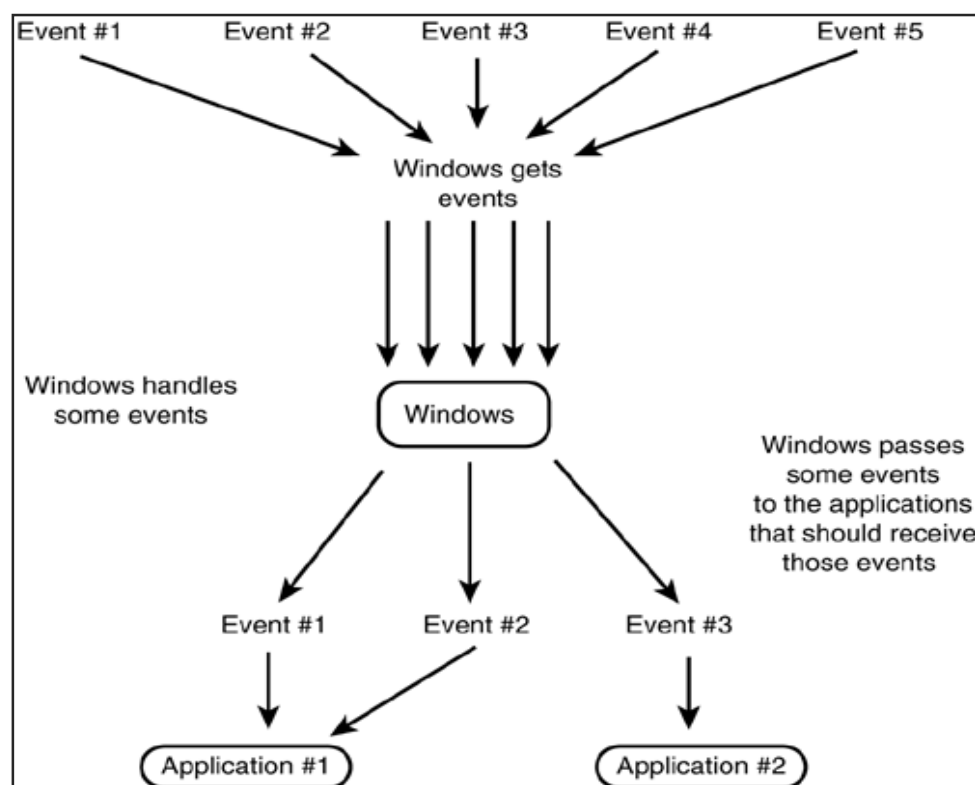 Event #1 Event #2 Event #3 Event #4 Event #5
Windows gets
events
Windows handles
some events
Windows
Windows passes
some events
to the applications
that should receive
those events
Event #1 Event #2 Event #3
Application #1 Application #2